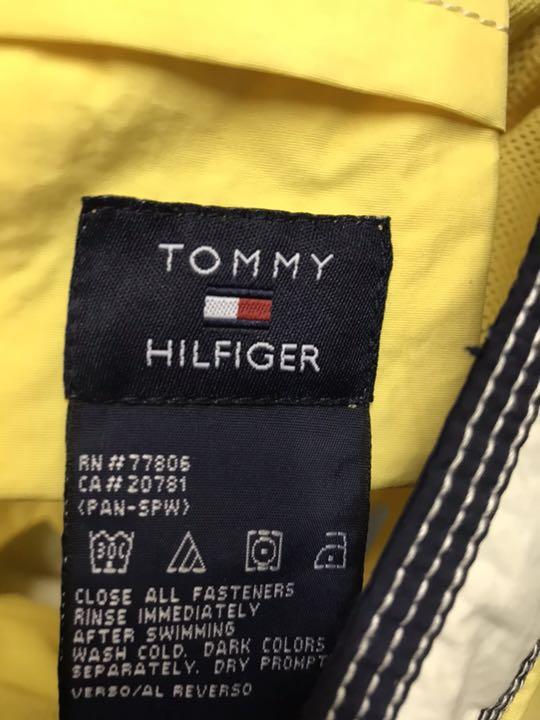 TOMMY
HILFIGER
RN#77806
CA#20781
(PAN-SPW)
30C
CLOSE ALL FASTENERS
RINSE IMMEDIATELY
AFTER SWIMMING
WASH COLD. DARK COLORS
SEPARATELY. DRY PROMPT
VERSO/AL REVERSO